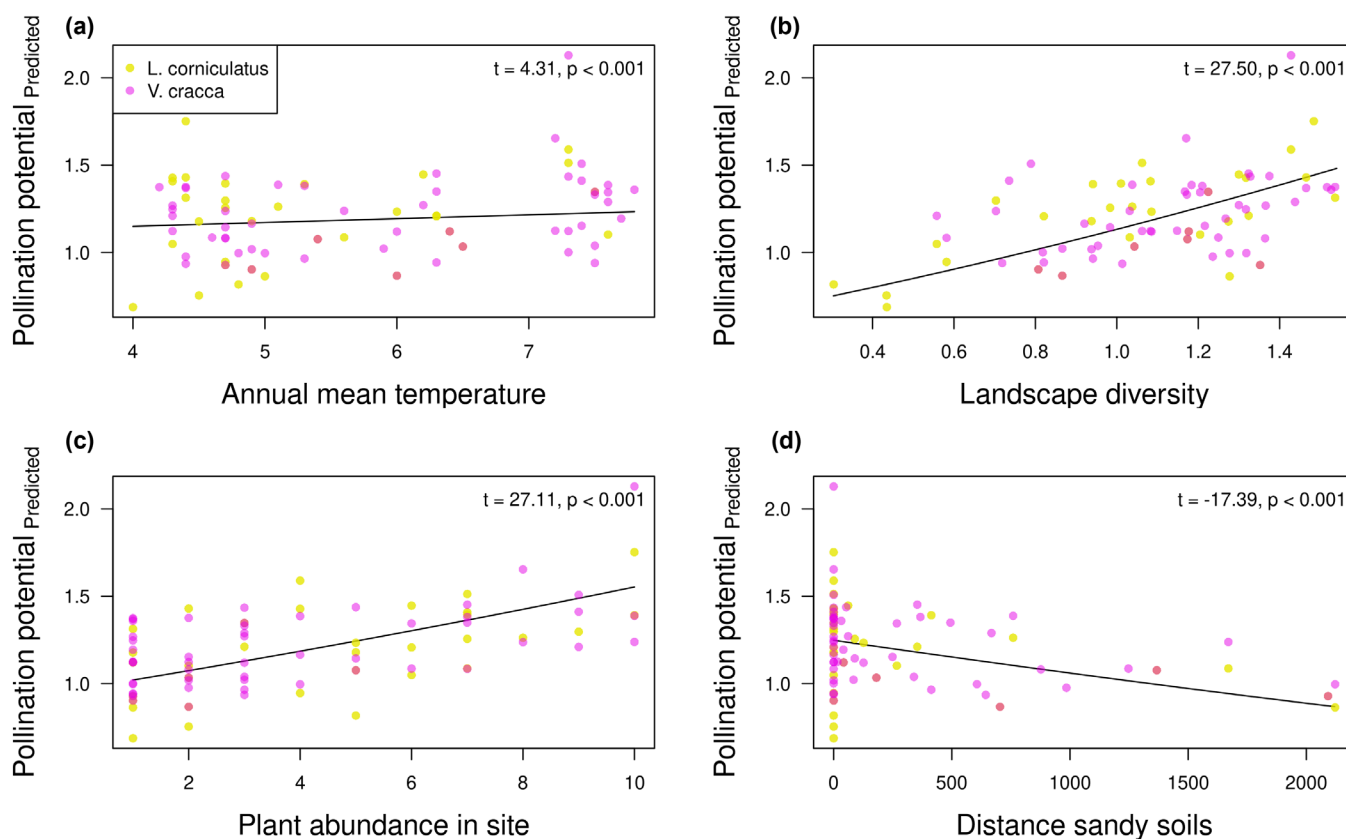 (a)
L. corniculatus
V. cracca
t = 4.31, p < 0.001
2.0
1.5
1.0
Pollination potential Predicted
4 5 6 7
Annual mean temperature
(b)
t = 27.50, p < 0.001
2.0
1.5
1.0
Pollination potential Predicted
0.4 0.6 0.8 1.0 1.2 1.4
Landscape diversity
(c)
t = 27.11, p < 0.001
2.0
1.5
1.0
Pollination potential Predicted
2 4 6 8 10
Plant abundance in site
(d)
t = -17.39, p < 0.001
2.0
1.5
1.0
Pollination potential Predicted
0 500 1000 1500 2000
Distance sandy soils